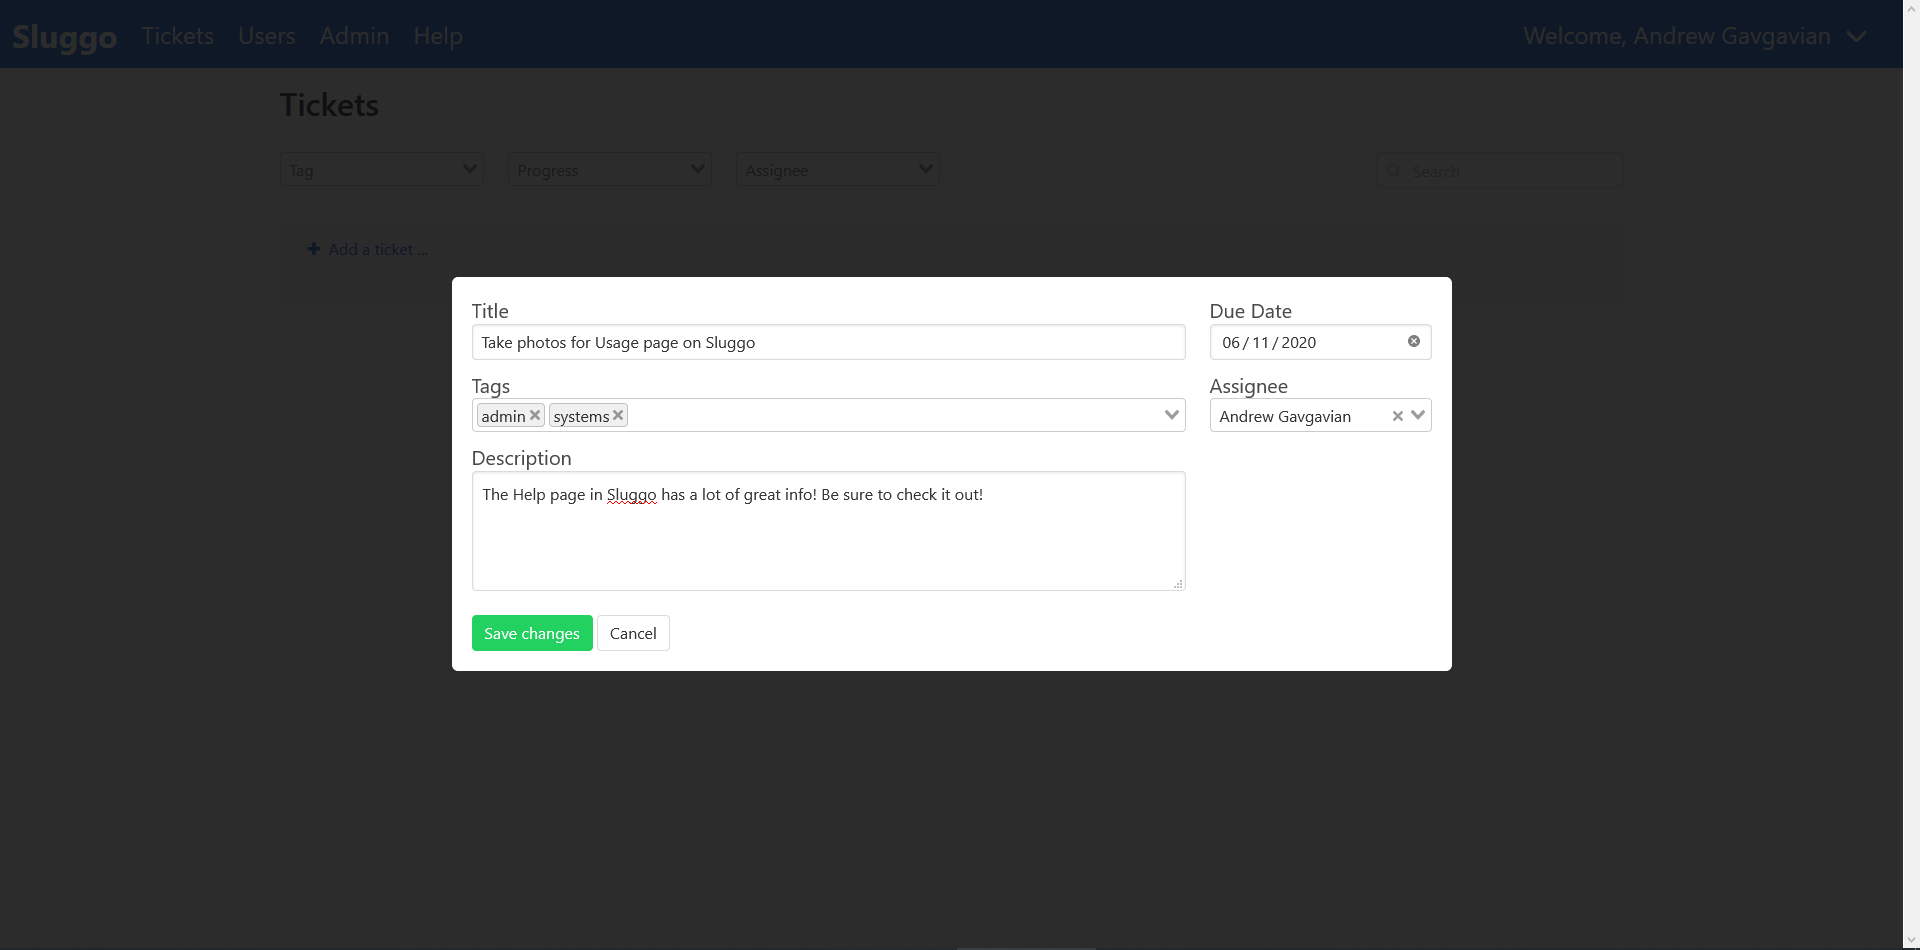 Sluggo Tickets Users Admin Help Welcome, Andrew Gavgavian
Tickets
Tag Progress Assignee Search
Add a ticket ...
Title Due Date
Take photos for Usage page on Sluggo 06/11/2020
Tags Assignee
admin systems Andrew Gavgavian
Description
The Help page in Sluggo has a lot of great info! Be sure to check it out!
Save changes Cancel